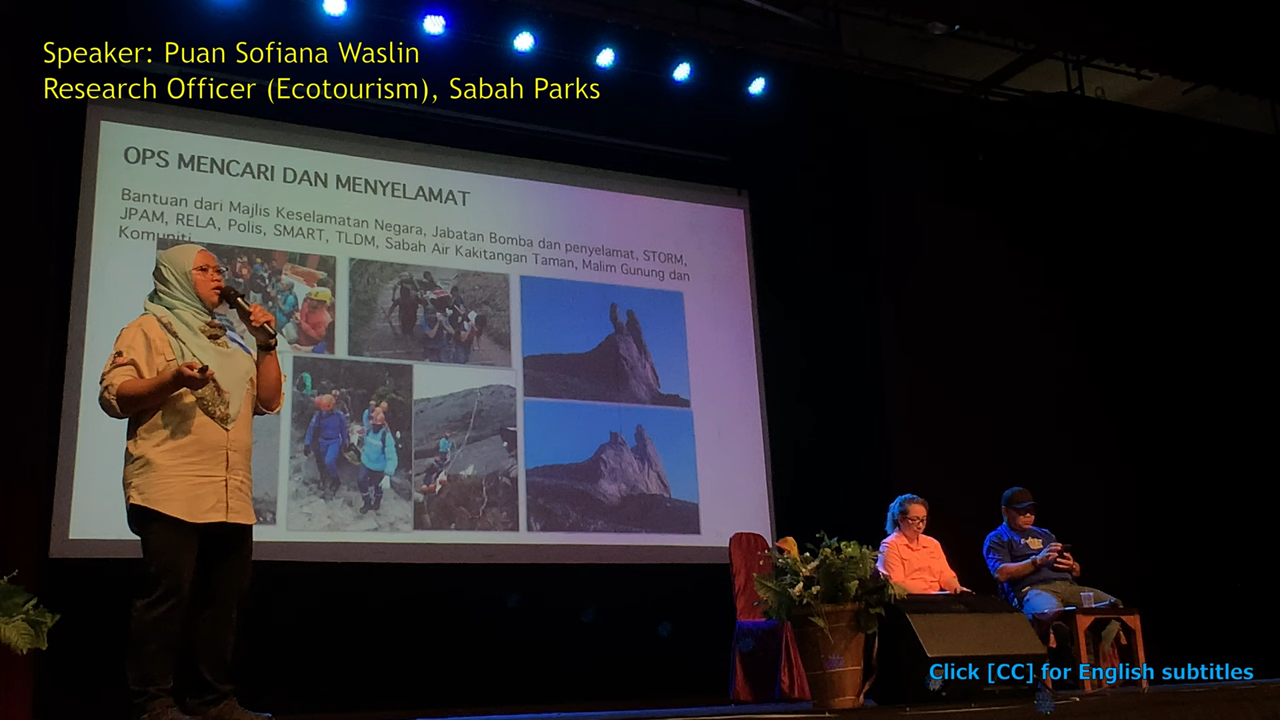 Speaker: Puan Sofiana Waslin
Research Officer (Ecotourism), Sabah Parks
OPS MENCARI DAN MENYELAMAT
Bantuan dari Majlis Keselamatan Negara, Jabatan Bomba dan penyelamat, STORM,
JPAM, RELA, Polis, SMART, TLDM, Sabah Air Kakitangan Taman, Malim Gunung dan
Komuniti
Click [CC] for English subtitles